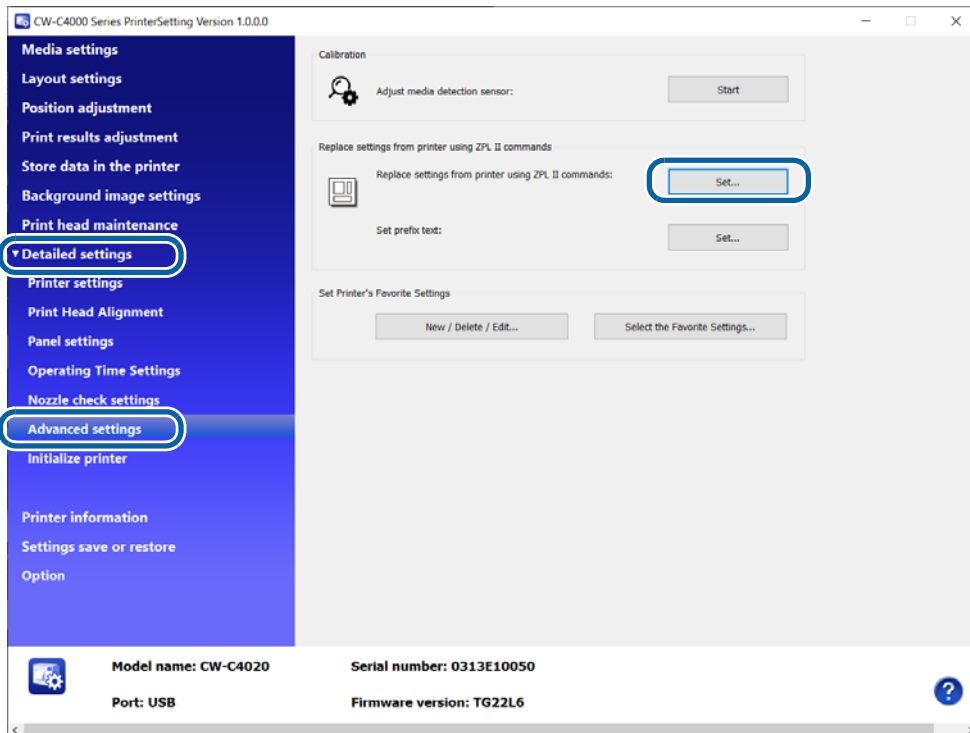 CW-C4000 Series PrinterSetting Version 1.0.0.0
Media settings
Layout settings
Position adjustment
Print results adjustment
Store data in the printer
Background image settings
Print head maintenance
Detailed settings
Printer settings
Print Head Alignment
Panel settings
Operating Time Settings
Nozzle check settings
Advanced settings
Initialize printer
Printer information
Settings save or restore
Option
Calibration
Adjust media detection sensor:
Start
Replace settings from printer using ZPL II commands
Replace settings from printer using ZPL II commands:
Set...
Set prefix text:
Set...
Set Printer's Favorite Settings
New / Delete / Edit...
Select the Favorite Settings...
Model name: CW-C4020
Serial number: 0313E10050
Port: USB
Firmware version: TG22L6
?